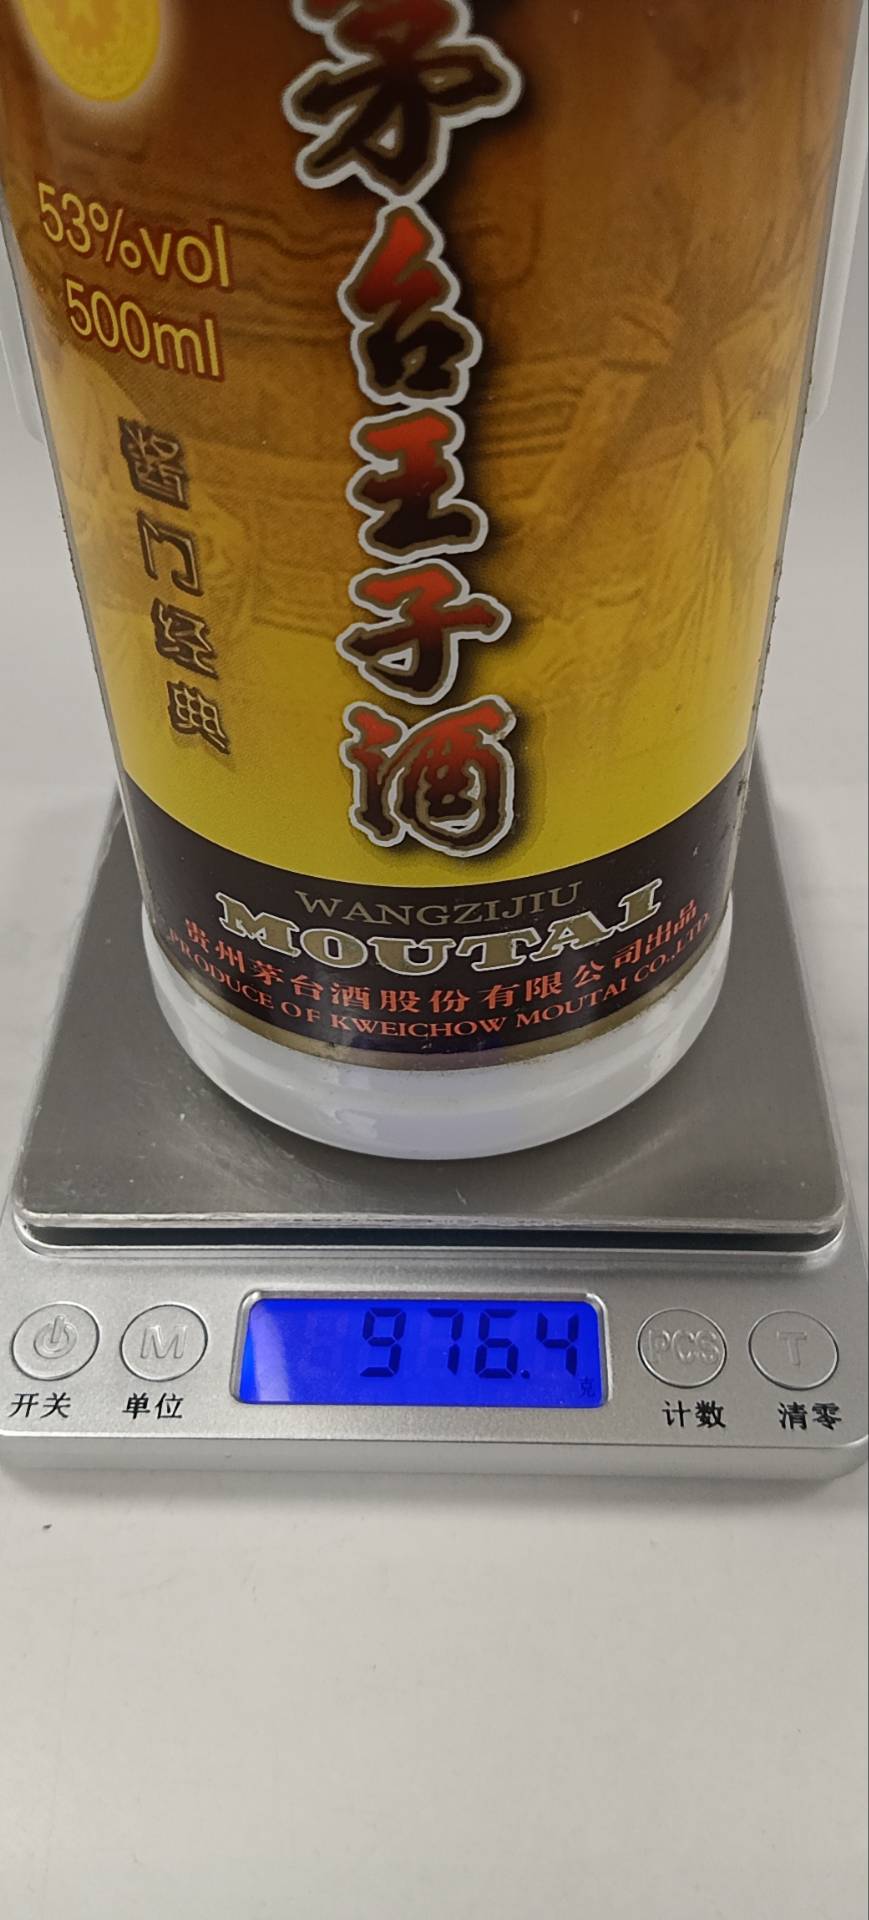 茅台王子酒
53%vol
500ml
酱门经典
WANGZIJIU
MOUTAI
贵州茅台酒股份有限公司出品
PRODUCE OF KWEICHOW MOUTAI CO.,LTD.
976.4
克
M
PCS
T
开关
单位
计数
清零